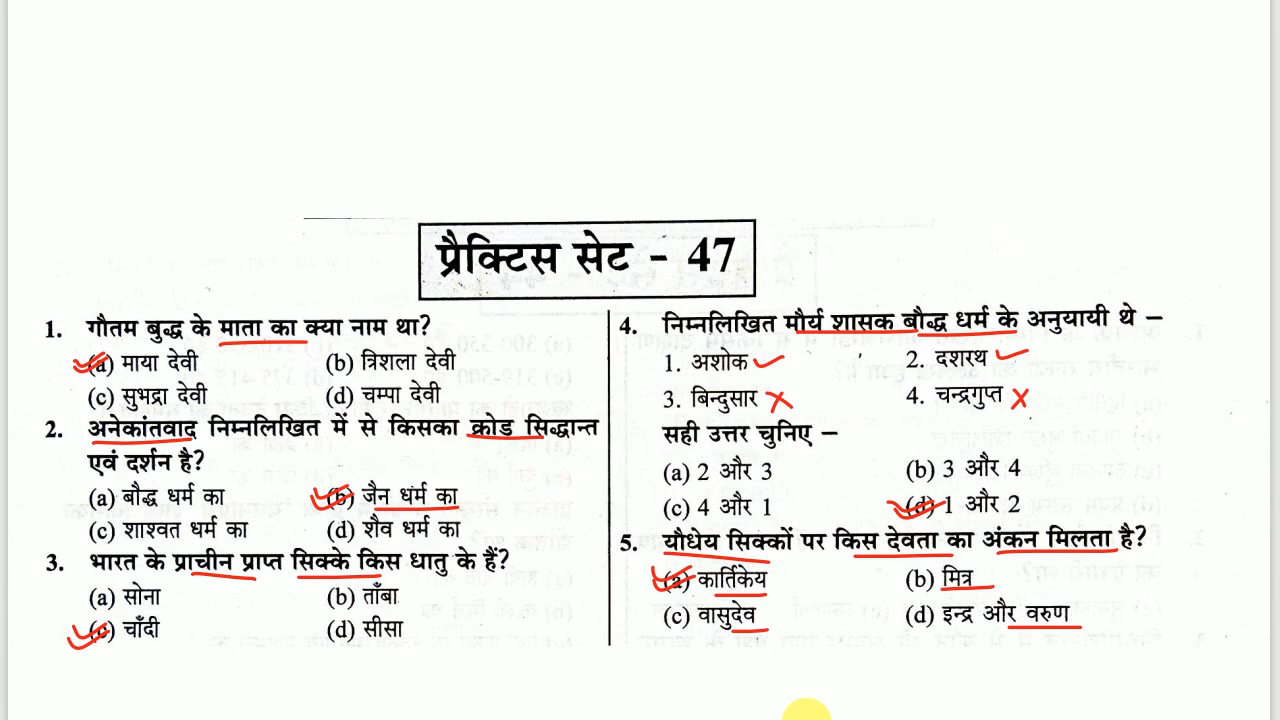 प्रैक्टिस सेट - 47
1. गौतम बुद्ध के माता का क्या नाम था?
(a) माया देवी (b) त्रिशला देवी
(c) सुभद्रा देवी (d) चम्पा देवी
2. अनेकांतवाद निम्नलिखित में से किसका क्रोड सिद्धान्त
एवं दर्शन है?
(a) बौद्ध धर्म का (b) जैन धर्म का
(c) शाश्वत धर्म का (d) शैव धर्म का
3. भारत के प्राचीन प्राप्त सिक्के किस धातु के हैं?
(a) सोना (b) ताँबा
(c) चाँदी (d) सीसा
4. निम्नलिखित मौर्य शासक बौद्ध धर्म के अनुयायी थे –
1. अशोक 2. दशरथ
3. बिन्दुसार 4. चन्द्रगुप्त
सही उत्तर चुनिए –
(a) 2 और 3 (b) 3 और 4
(c) 4 और 1 (d) 1 और 2
5. यौधेय सिक्कों पर किस देवता का अंकन मिलता है?
(a) कार्तिकेय (b) मित्र
(c) वासुदेव (d) इन्द्र और वरुण